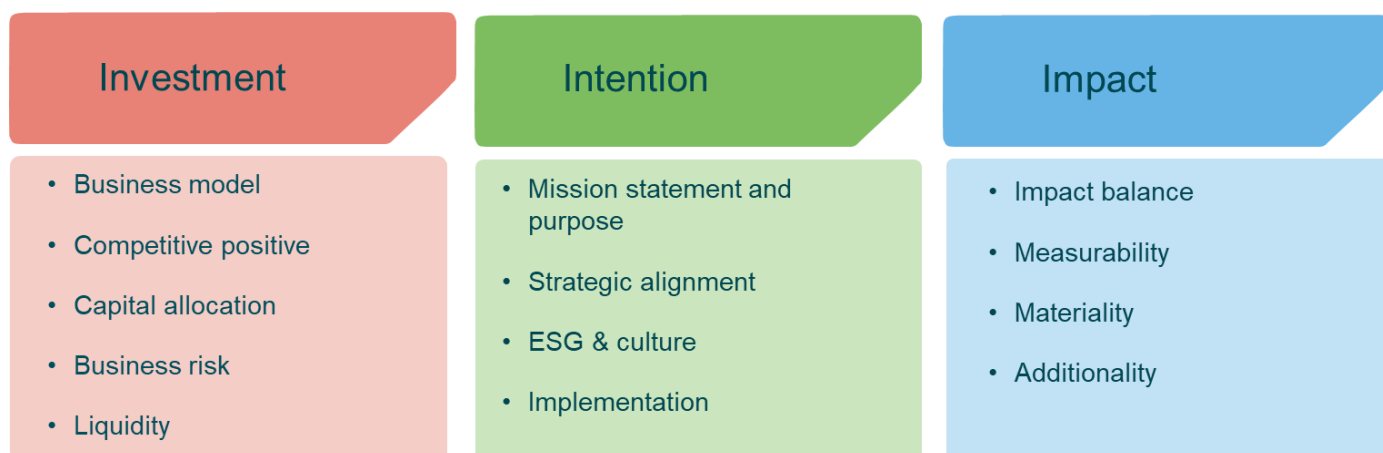 Investment
• Business model
• Competitive positive
• Capital allocation
• Business risk
• Liquidity
Intention
• Mission statement and
purpose
• Strategic alignment
• ESG & culture
• Implementation
Impact
• Impact balance
• Measurability
• Materiality
• Additionality